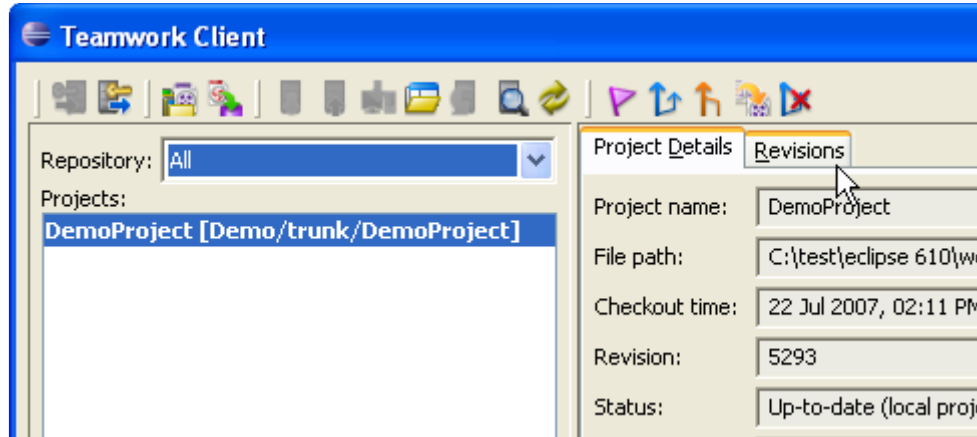 Teamwork Client
Repository: All
Projects:
DemoProject [Demo/trunk/DemoProject]
Project Details Revisions
Project name: DemoProject
File path: C:\test\eclipse 610\w
Checkout time: 22 Jul 2007, 02:11 PM
Revision: 5293
Status: Up-to-date (local proj